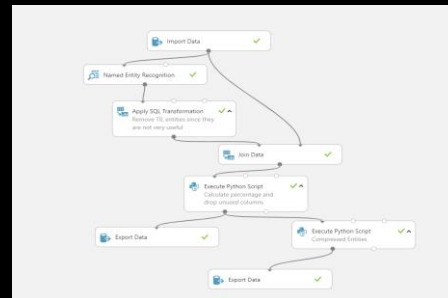 Import Data
Named Entity Recognition
Apply SQL Transformation
Remove TIL entities since they
are not very useful
Join Data
Execute Python Script
Calculate percentage and
drop unused columns
Export Data
Execute Python Script
Compressed Entities
Export Data